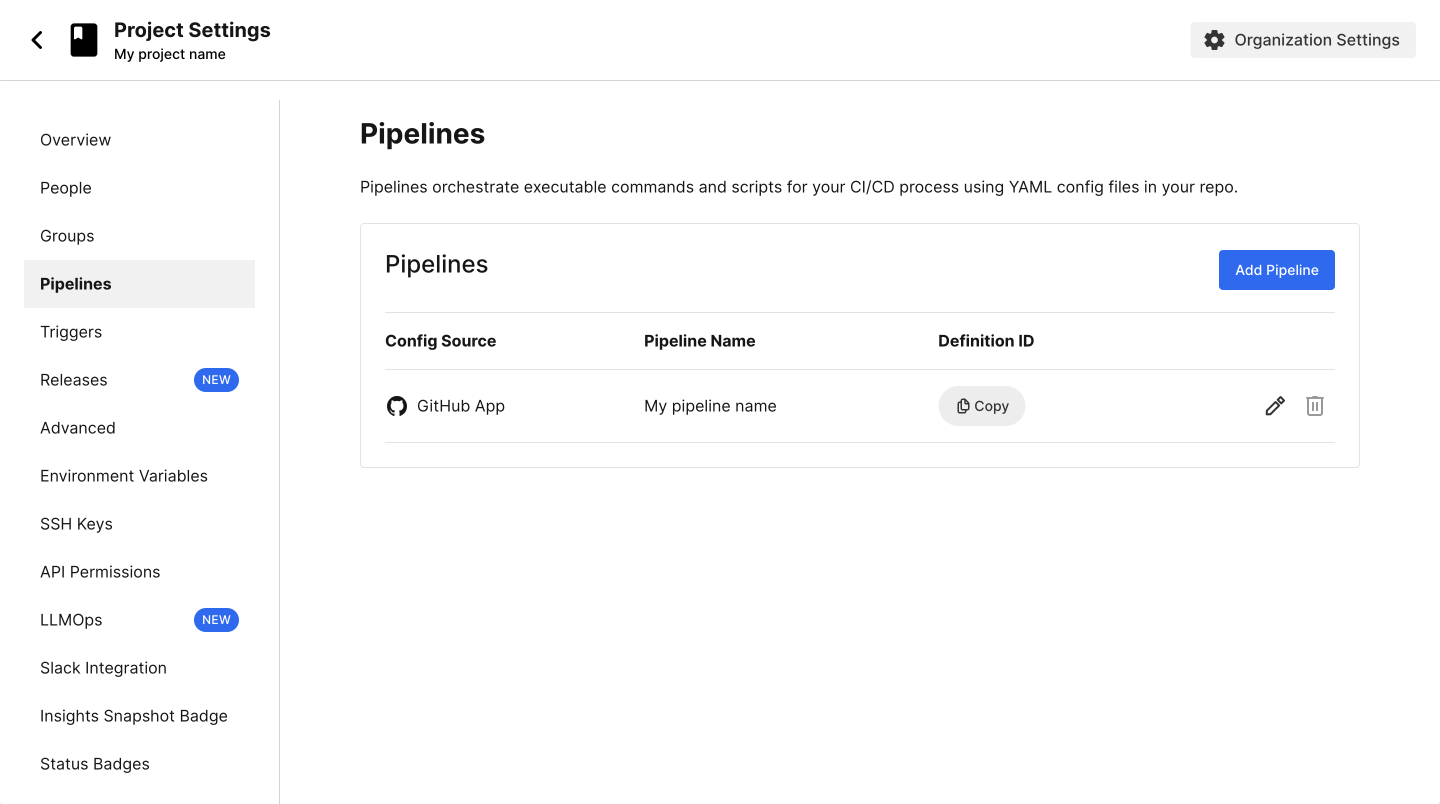 Project Settings
My project name
Organization Settings
Overview
People
Groups
Pipelines
Triggers
Releases NEW
Advanced
Environment Variables
SSH Keys
API Permissions
LLMOps NEW
Slack Integration
Insights Snapshot Badge
Status Badges
Pipelines
Pipelines orchestrate executable commands and scripts for your CI/CD process using YAML config files in your repo.
Pipelines
Add Pipeline
Config Source Pipeline Name Definition ID
GitHub App My pipeline name Copy